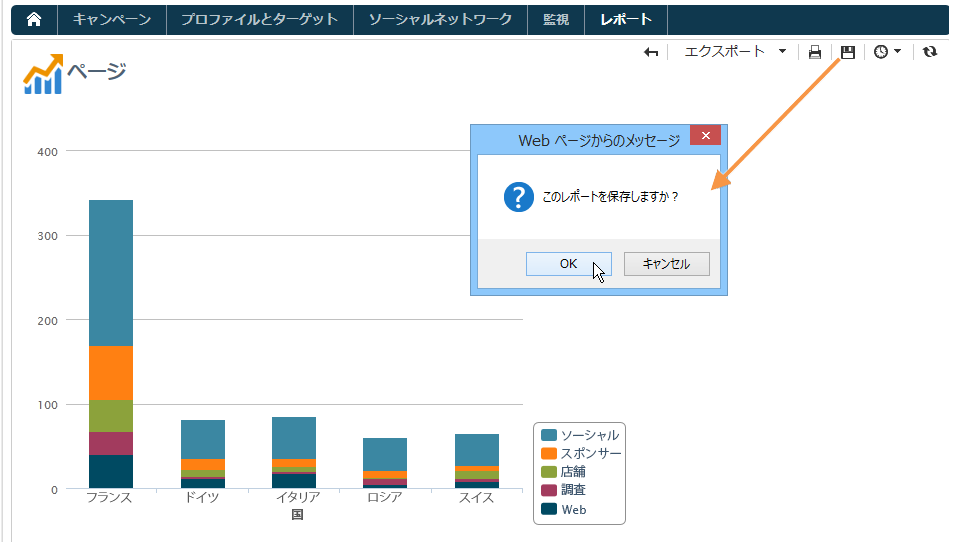 キャンペーン プロファイルとターゲット ソーシャルネットワーク 監視 レポート
エクスポート
ページ
Web ページからのメッセージ
このレポートを保存しますか？
OK キャンセル
400
300
200
100
0
フランス ドイツ イタリア ロシア スイス
国
ソーシャル
スポンサー
店舗
調査
Web